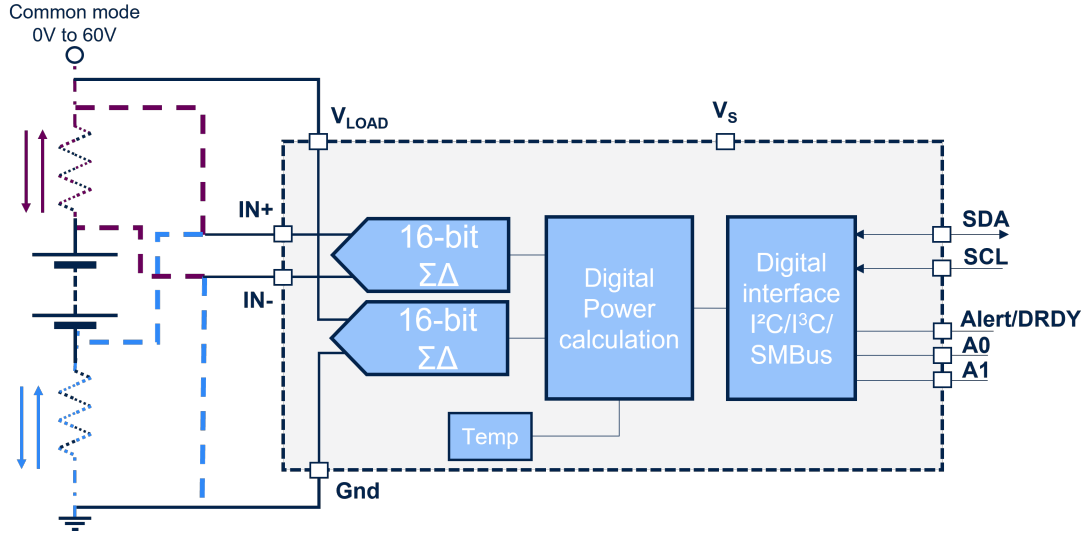 Common mode
0V to 60V
VLOAD
VS
IN+
IN-
16-bit
ΣΔ
16-bit
ΣΔ
Digital
Power
calculation
Digital
interface
I²C/I³C/
SMBus
Temp
SDA
SCL
Alert/DRDY
A0
A1
Gnd